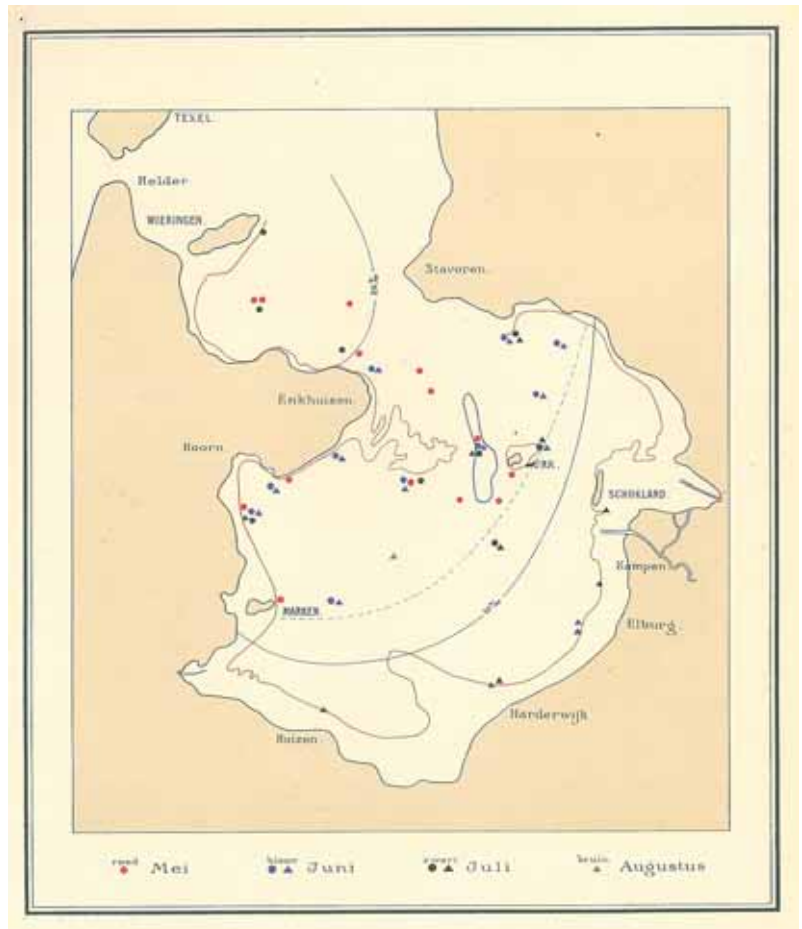 TEXEL.
Helder
WIERINGEN.
Stavoren.
Enkhuizen.
Hoorn
URK.
SCHOKLAND.
Kampen
MARKEN
Elburg.
Harderwijk
Huizen.
rood blauw zwart bruin
Mei Juni Juli Augustus